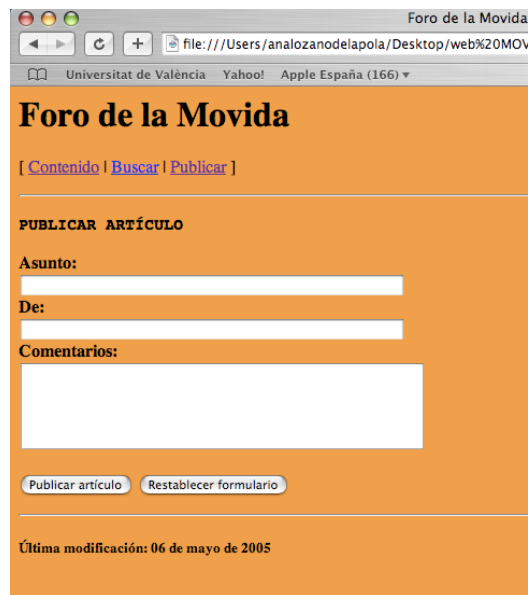 Foro de la Movida
file:///Users/analozanodelapola/Desktop/web%20MOV
Universitat de València Yahoo! Apple España (166)
Foro de la Movida
[ Contenido | Buscar | Publicar ]
PUBLICAR ARTÍCULO
Asunto:
De:
Comentarios:
Publicar artículo Restablecer formulario
Última modificación: 06 de mayo de 2005